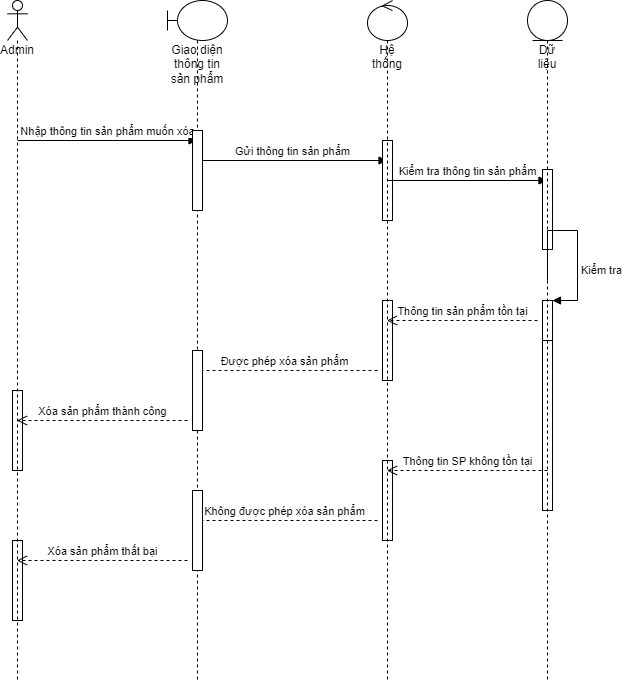 Admin
Giao diện
thông tin
sản phẩm
Hệ
thống
Dữ
liệu
Nhập thông tin sản phẩm muốn xóa
Gửi thông tin sản phẩm
Kiểm tra thông tin sản phẩm
Kiểm tra
Thông tin sản phẩm tồn tại
Được phép xóa sản phẩm
Xóa sản phẩm thành công
Thông tin SP không tồn tại
Không được phép xóa sản phẩm
Xóa sản phẩm thất bại